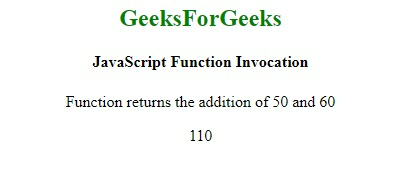 GeeksForGeeks
JavaScript Function Invocation
Function returns the addition of 50 and 60
110